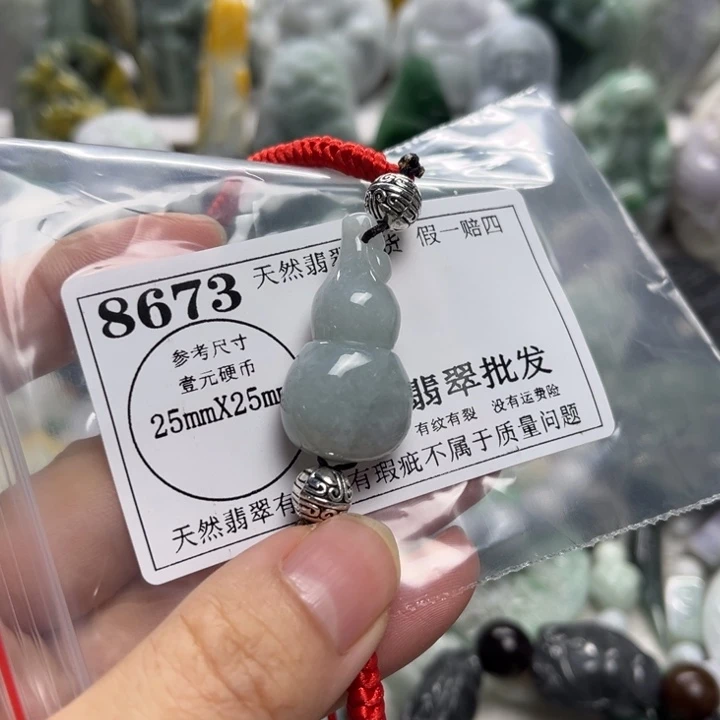 天然翡翠 货 假一赔四
8673
参考尺寸
壹元硬币
25mmX25mm
翡翠批发
有纹有裂 没有运费险
天然翡翠有 有瑕疵不属于质量问题